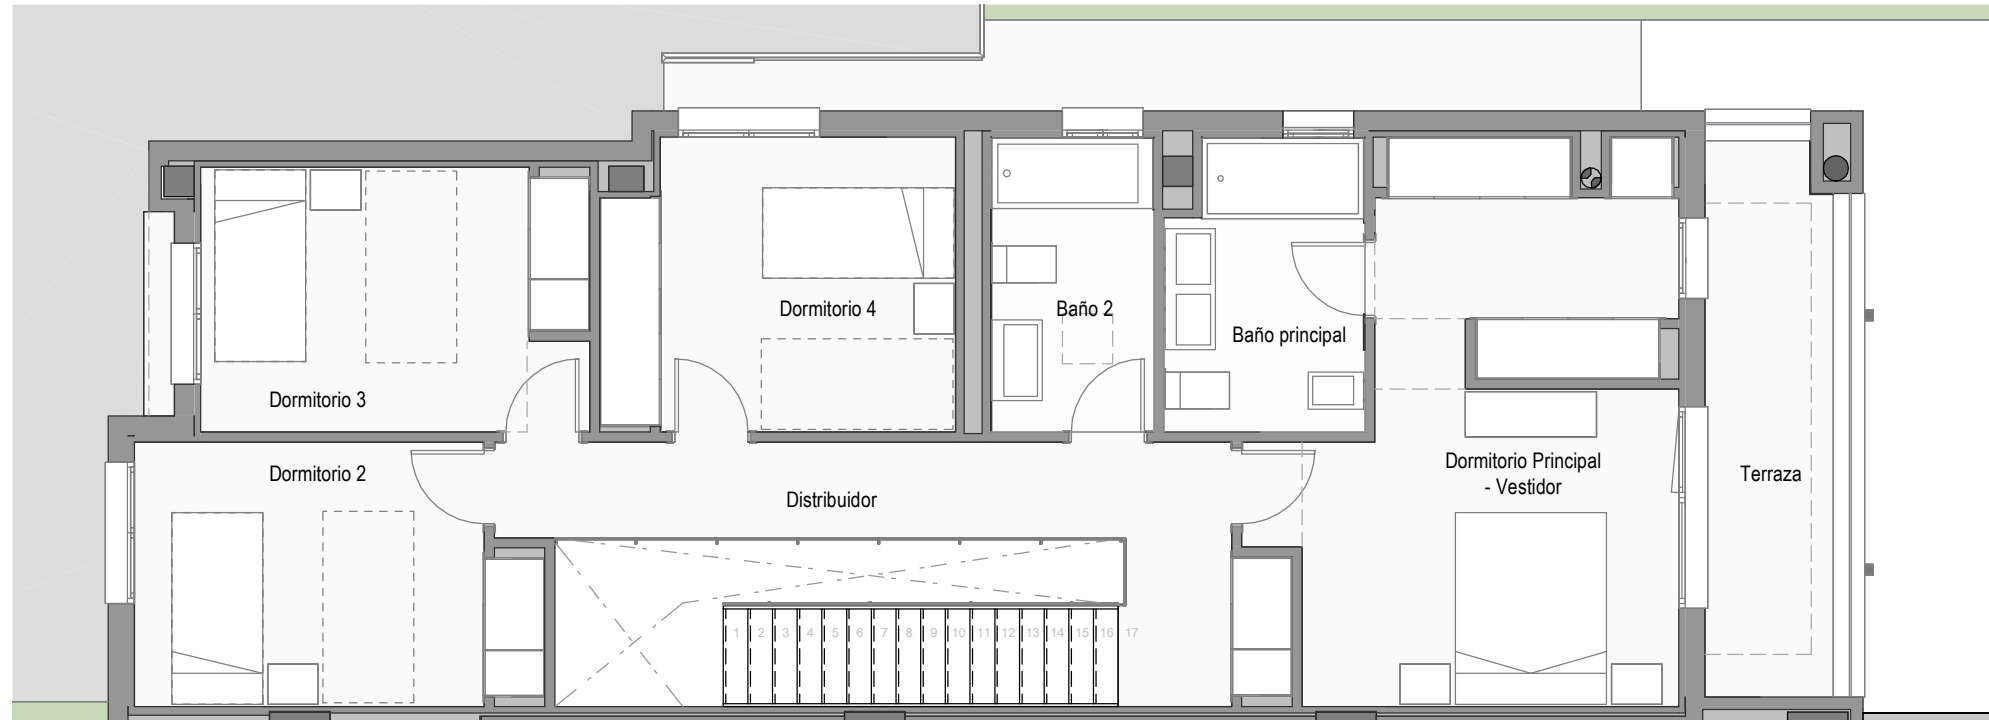 Dormitorio 4
Baño 2
Baño principal
Dormitorio 3
Dormitorio 2
Dormitorio Principal
- Vestidor
Terraza
Distribuidor
1 2 3 4 5 6 7 8 9 10 11 12 13 14 15 16 17